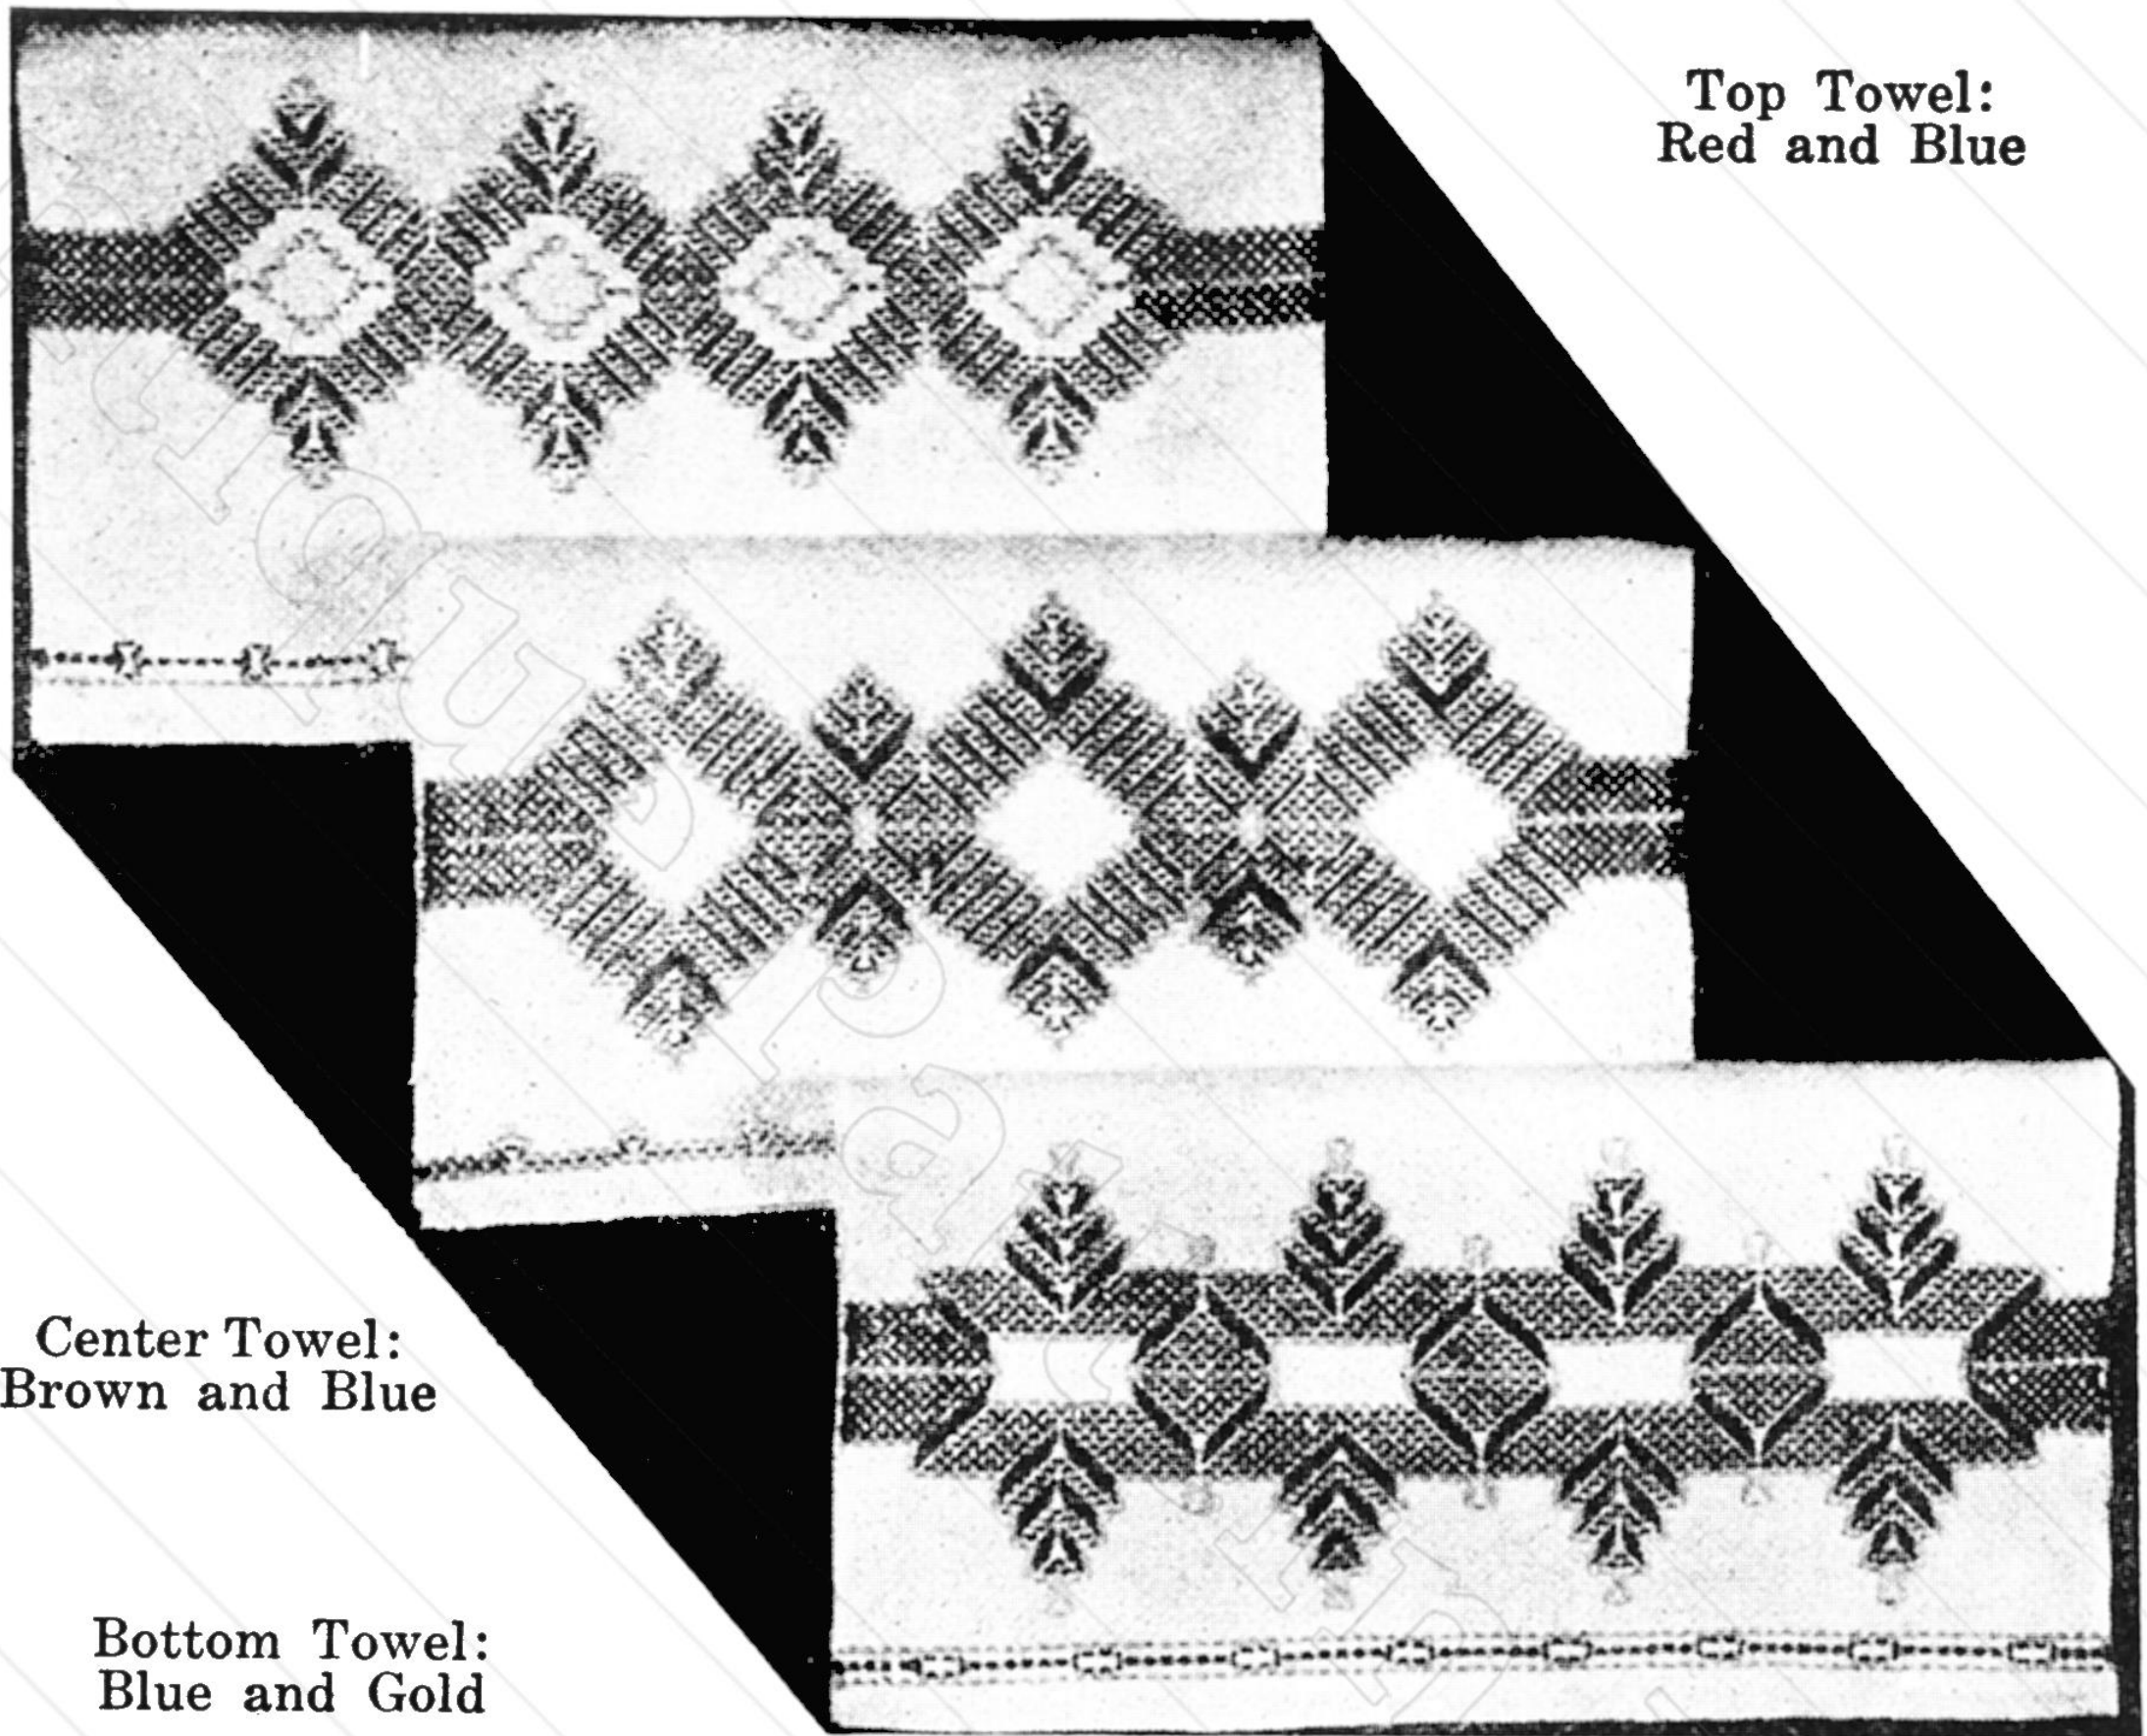 Top Towel:
Red and Blue
Center Towel:
Brown and Blue
Bottom Towel:
Blue and Gold